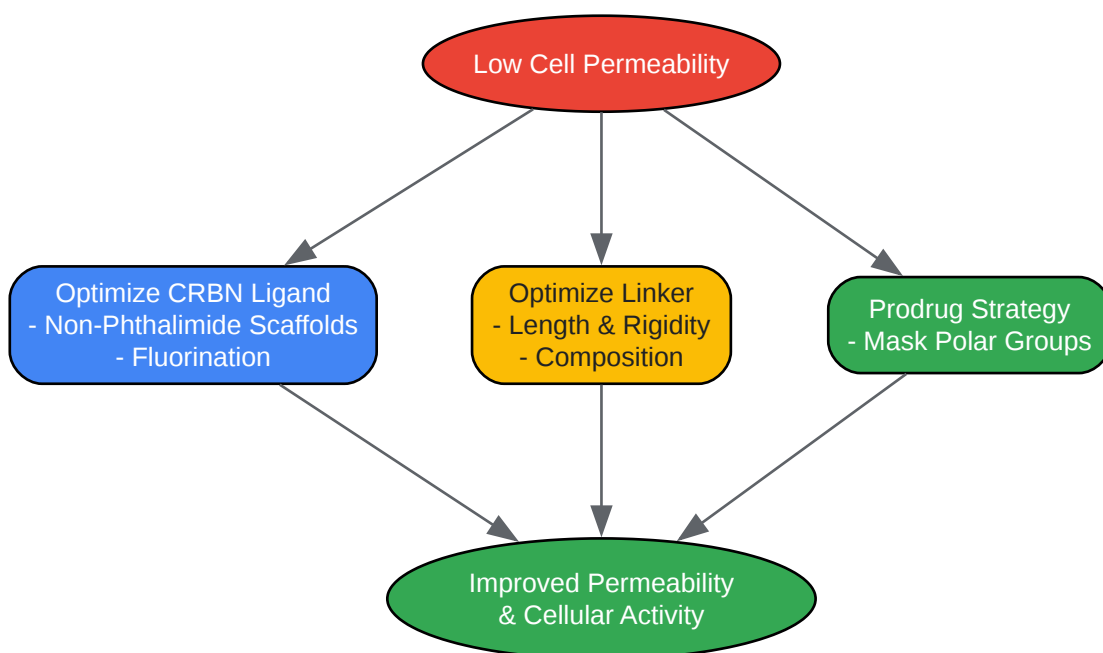 Low Cell Permeability
Optimize CRBN Ligand
- Non-Phthalimide Scaffolds
- Fluorination
Optimize Linker
- Length & Rigidity
- Composition
Prodrug Strategy
- Mask Polar Groups
Improved Permeability
& Cellular Activity